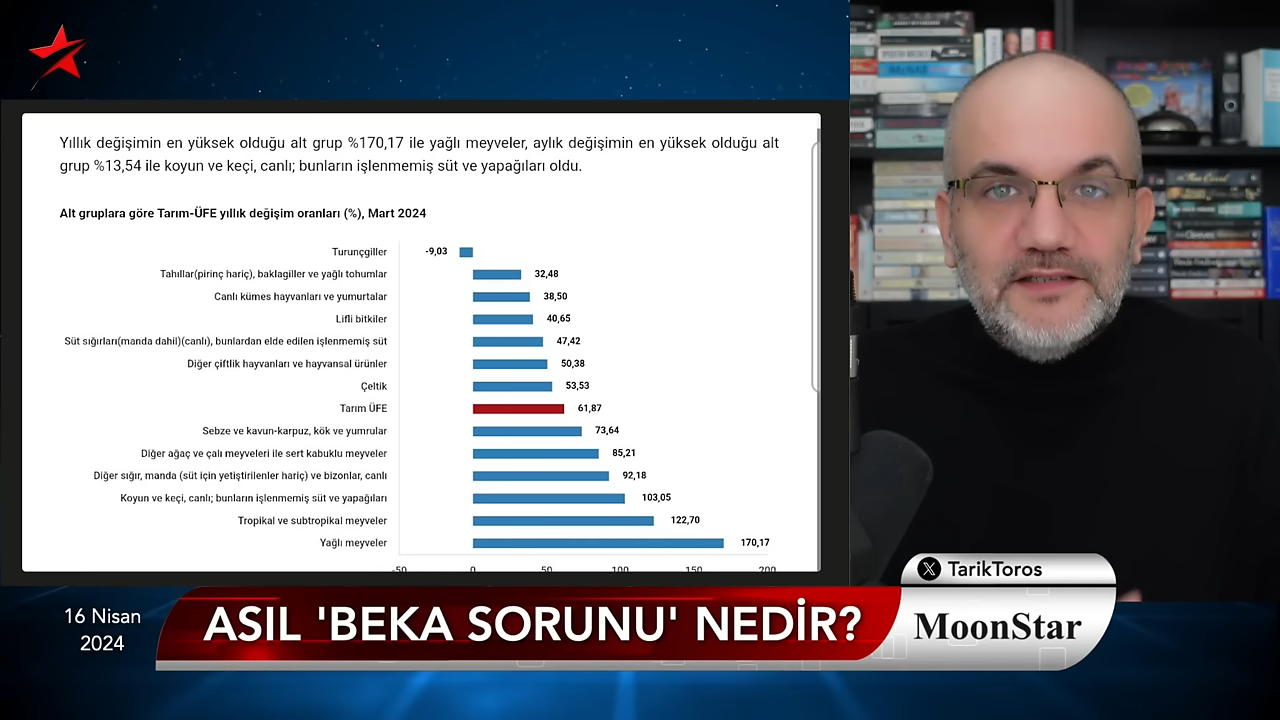 Yıllık değişimin en yüksek olduğu alt grup %170,17 ile yağlı meyveler, aylık değişimin en yüksek olduğu alt
grup %13,54 ile koyun ve keçi, canlı; bunların işlenmemiş süt ve yapağıları oldu.
Alt gruplara göre Tarım-ÜFE yıllık değişim oranları (%), Mart 2024
Turunçgiller -9,03
Tahıllar(pirinç hariç), baklagiller ve yağlı tohumlar 32,48
Canlı kümes hayvanları ve yumurtalar 38,50
Lifli bitkiler 40,65
Süt sığırları(manda dahil)(canlı), bunlardan elde edilen işlenmemiş süt 47,42
Diğer çiftlik hayvanları ve hayvansal ürünler 50,38
Çeltik 53,53
Tarım ÜFE 61,87
Sebze ve kavun-karpuz, kök ve yumrular 73,64
Diğer ağaç ve çalı meyveleri ile sert kabuklu meyveler 85,21
Diğer sığır, manda (süt için yetiştirilenler hariç) ve bizonlar, canlı 92,18
Koyun ve keçi, canlı; bunların işlenmemiş süt ve yapağıları 103,05
Tropikal ve subtropikal meyveler 122,70
Yağlı meyveler 170,17
-50 0 50 100 150 200
X TarikToros
16 Nisan
2024
ASIL 'BEKA SORUNU' NEDİR?
MoonStar